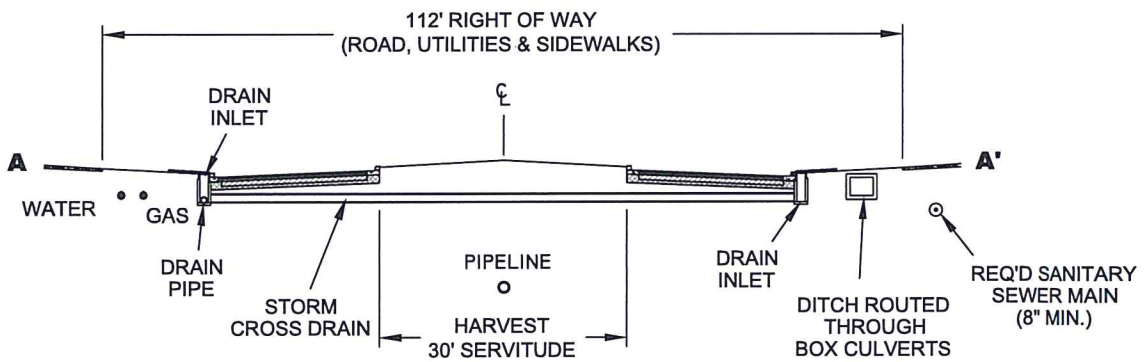 112' RIGHT OF WAY
(ROAD, UTILITIES & SIDEWALKS)
DRAIN
INLET
℄
A
A'
WATER
GAS
DRAIN
PIPE
STORM
CROSS DRAIN
PIPELINE
HARVEST
30' SERVITUDE
DRAIN
INLET
DITCH ROUTED
THROUGH
BOX CULVERTS
REQ'D SANITARY
SEWER MAIN
(8" MIN.)